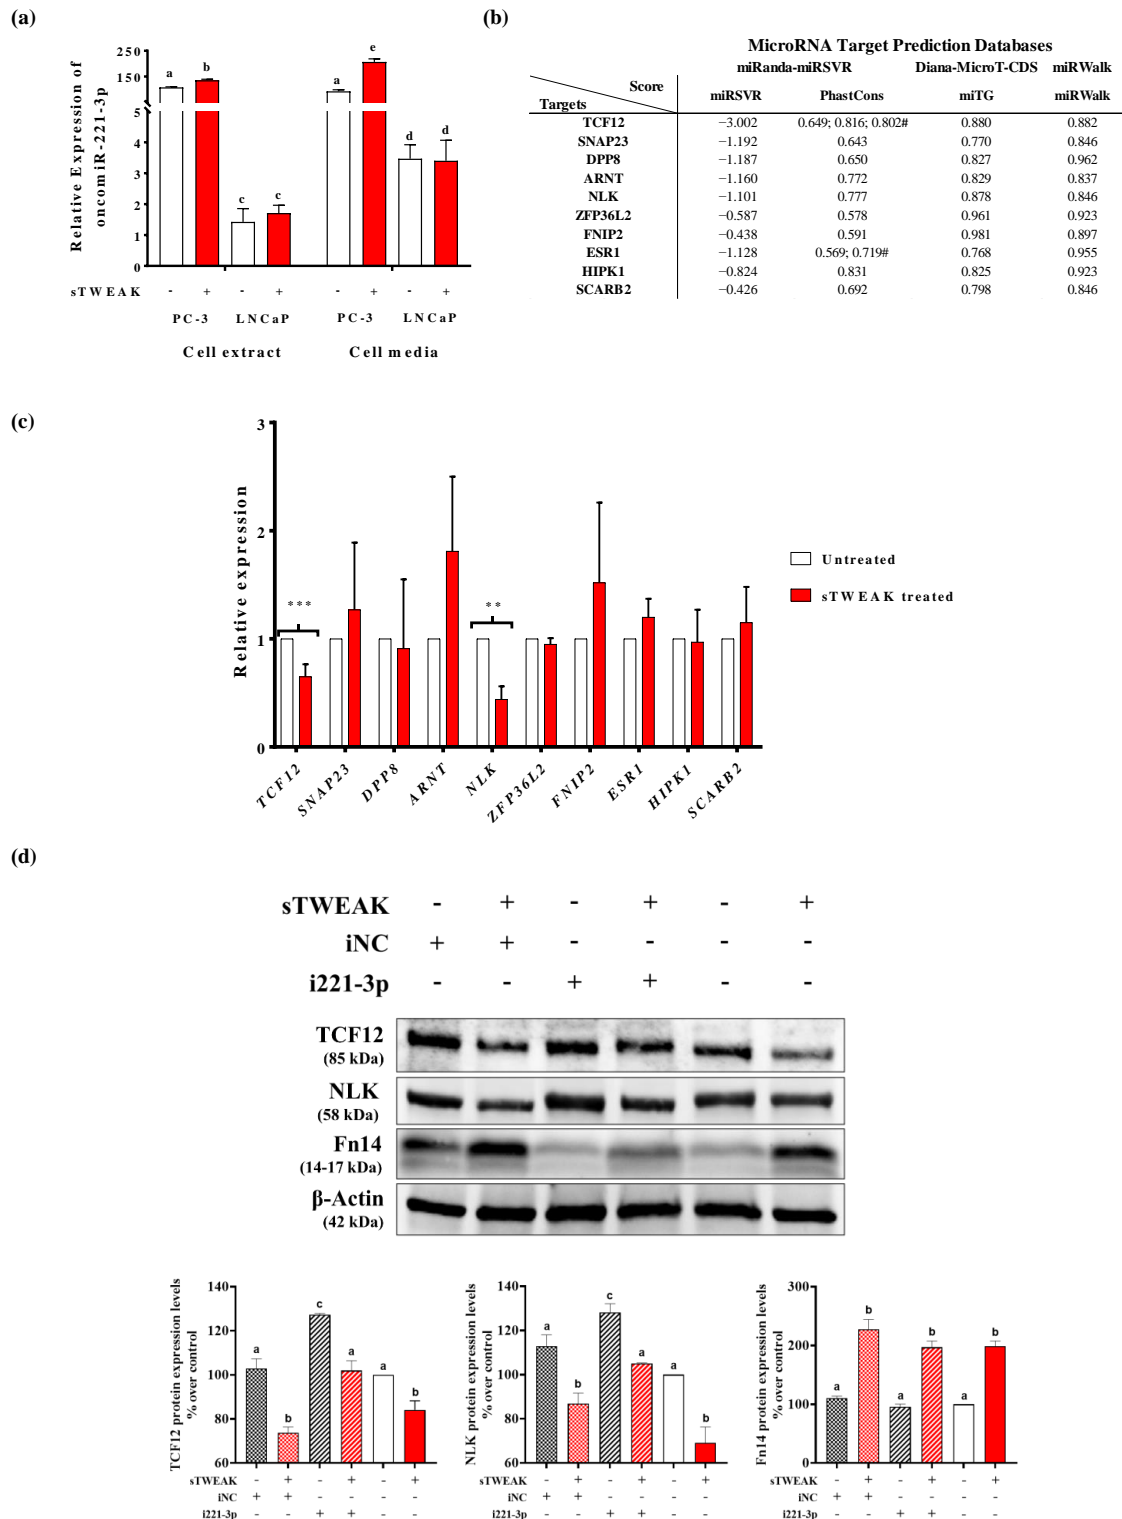 (a)
250
150
5
4
3
2
1
0
Relative Expression of
oncomiR-221-3p
a b c c a e d d
sTWEAK - + - + - + - +
PC-3 LNCaP PC-3 LNCaP
Cell extract Cell media
(b)
MicroRNA Target Prediction Databases
miRanda-miRSVR Diana-MicroT-CDS miRWalk
Score
Targets
miRSVR PhastCons miTG miRWalk
TCF12 −3.002 0.649; 0.816; 0.802# 0.880 0.882
SNAP23 −1.192 0.643 0.770 0.846
DPP8 −1.187 0.650 0.827 0.962
ARNT −1.160 0.772 0.829 0.837
NLK −1.101 0.777 0.878 0.846
ZFP36L2 −0.587 0.578 0.961 0.923
FNIP2 −0.438 0.591 0.981 0.897
ESR1 −1.128 0.569; 0.719# 0.768 0.955
HIPK1 −0.824 0.831 0.825 0.923
SCARB2 −0.426 0.692 0.798 0.846
(c)
3
2
1
0
Relative expression
*** **
Untreated
sTWEAK treated
TCF12 SNAP23 DPP8 ARNT NLK ZFP36L2 FNIP2 ESR1 HIPK1 SCARB2
(d)
sTWEAK - + - + - +
iNC + + - - - -
i221-3p - - + + - -
TCF12
(85 kDa)
NLK
(58 kDa)
Fn14
(14-17 kDa)
β-Actin
(42 kDa)
TCF12 protein expression levels
% over control
140
120
100
80
60
a b c a a b
sTWEAK - + - + - +
iNC + + - - - -
i221-3p - - + + - -
NLK protein expression levels
% over control
140
120
100
80
60
a b c a a b
- + - + - +
+ + - - - -
- - + + - -
Fn14 protein expression levels
% over control
300
200
100
0
a b a b a b
- + - + - +
+ + - - - -
- - + + - -